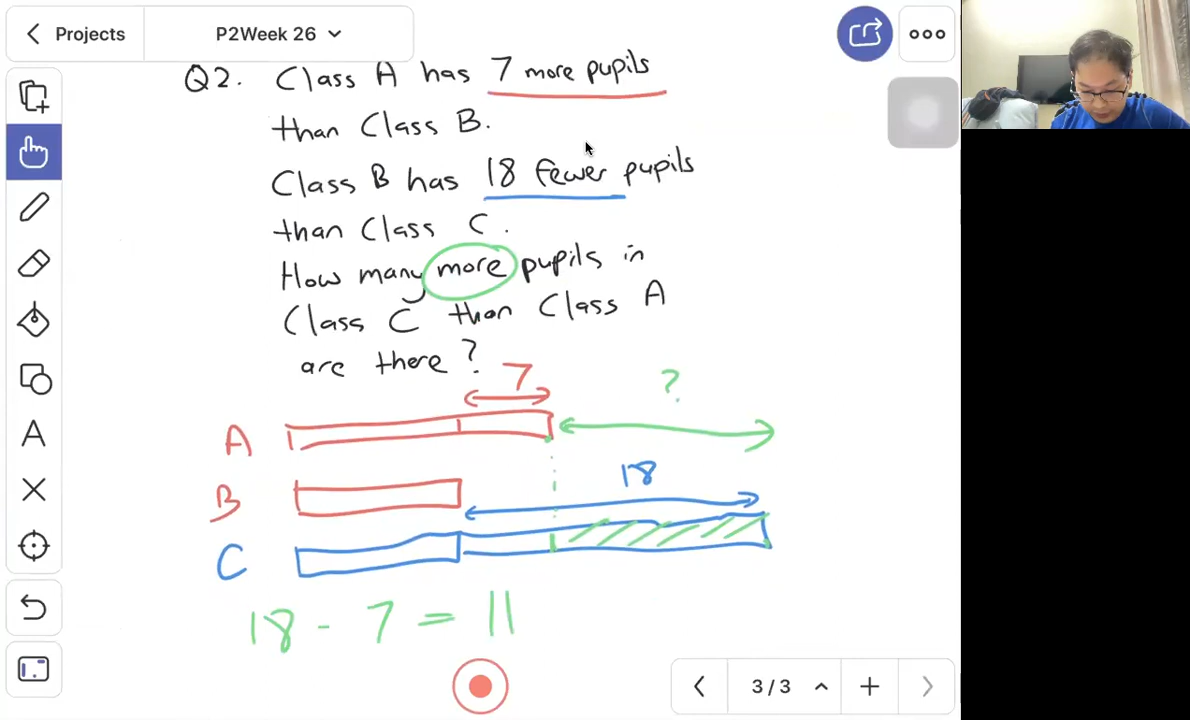 Projects
P2Week 26
Q2. Class A has 7 more pupils
than Class B.
Class B has 18 fewer pupils
than Class C.
How many more pupils in
Class C than Class A
are there?
7
?
A
18
B
C
18 - 7 = 11
A
3/3